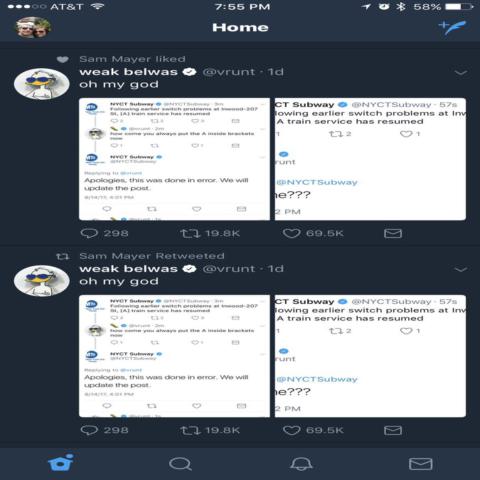 AT&T 7:55 PM 58%
Home
Sam Mayer liked
weak belwas @vrunt · 1d
oh my god
NYCT Subway @NYCTSubway · 3m
Following earlier switch problems at Inwood-207
St, [A] train service has resumed
@vrunt · 2m
how come you always put the A inside brackets
now
NYCT Subway
@NYCTSubway
Replying to @vrunt
Apologies, this was done in error. We will
update the post.
8/14/17, 4:01 PM
CT Subway @NYCTSubway · 57s
lowing earlier switch problems at Inw
A train service has resumed
1 2 1
runt
@NYCTSubway
e???
2 PM
298 19.8K 69.5K
Sam Mayer Retweeted
weak belwas @vrunt · 1d
oh my god
NYCT Subway @NYCTSubway · 3m
Following earlier switch problems at Inwood-207
St, [A] train service has resumed
@vrunt · 2m
how come you always put the A inside brackets
now
NYCT Subway
@NYCTSubway
Replying to @vrunt
Apologies, this was done in error. We will
update the post.
8/14/17, 4:01 PM
CT Subway @NYCTSubway · 57s
lowing earlier switch problems at Inw
A train service has resumed
1 2 1
runt
@NYCTSubway
e???
2 PM
298 19.8K 69.5K